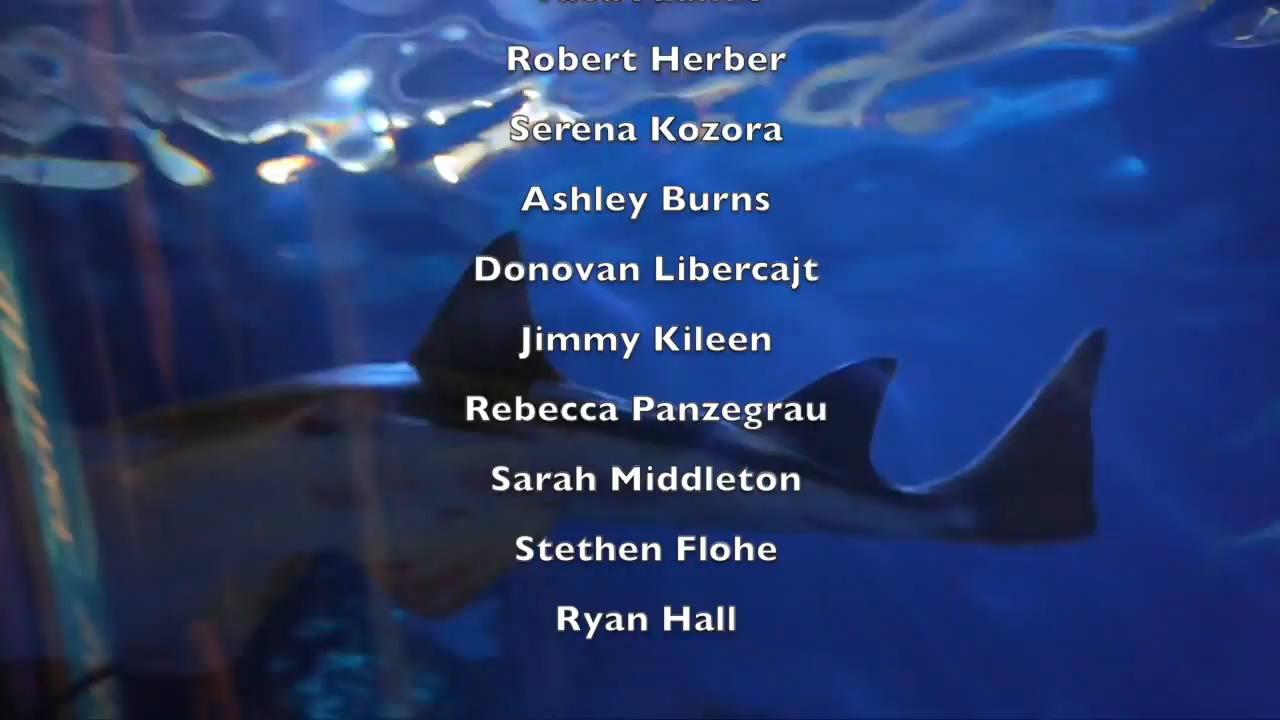 Robert Herber
Serena Kozora
Ashley Burns
Donovan Libercajt
Jimmy Kileen
Rebecca Panzegrau
Sarah Middleton
Stethen Flohe
Ryan Hall